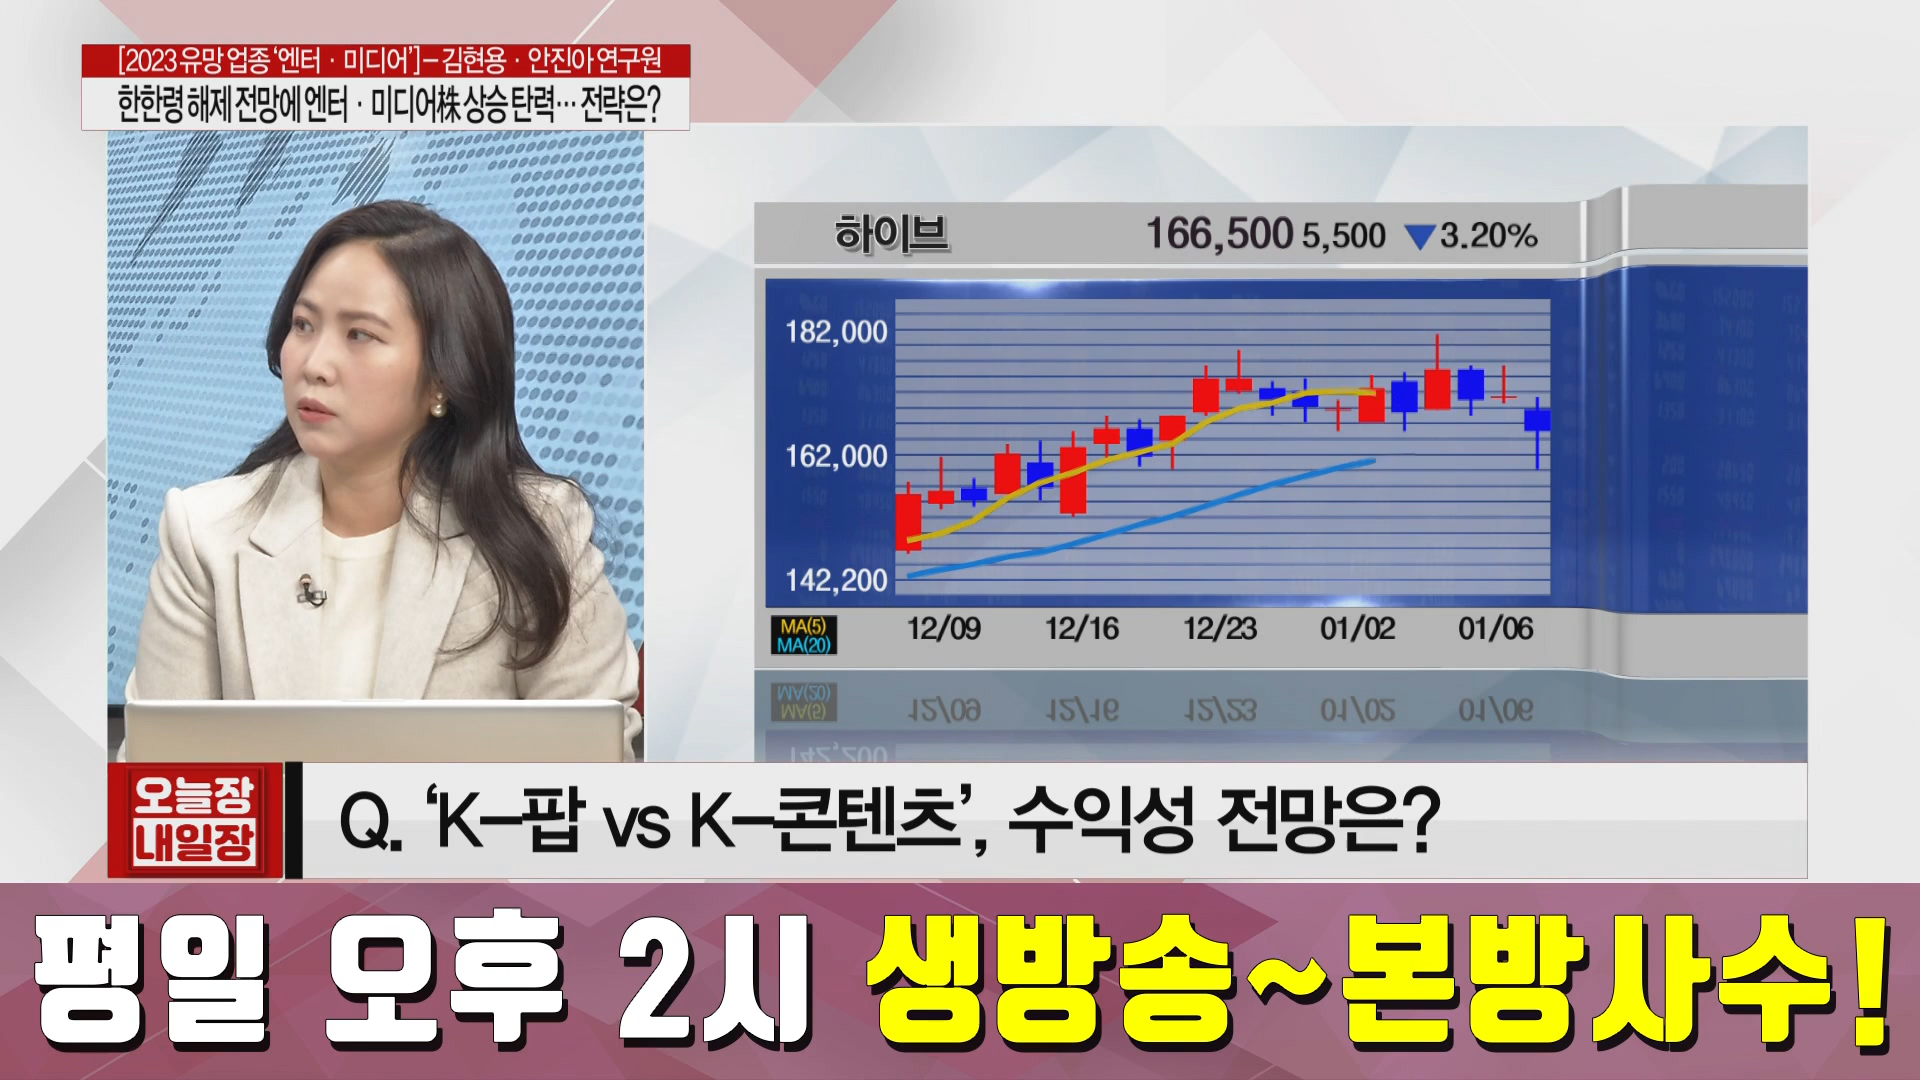 [2023 유망 업종 ‘엔터 · 미디어’] – 김현용 · 안진아 연구원
한한령 해제 전망에 엔터 · 미디어株 상승 탄력… 전략은?
하이브 166,500 5,500 ▼3.20%
182,000
162,000
142,200
MA(5)
MA(20)
12/09 12/16 12/23 01/02 01/06
오늘장
내일장
Q. ‘K–팝 vs K–콘텐츠’, 수익성 전망은?
평일 오후 2시 생방송~본방사수!